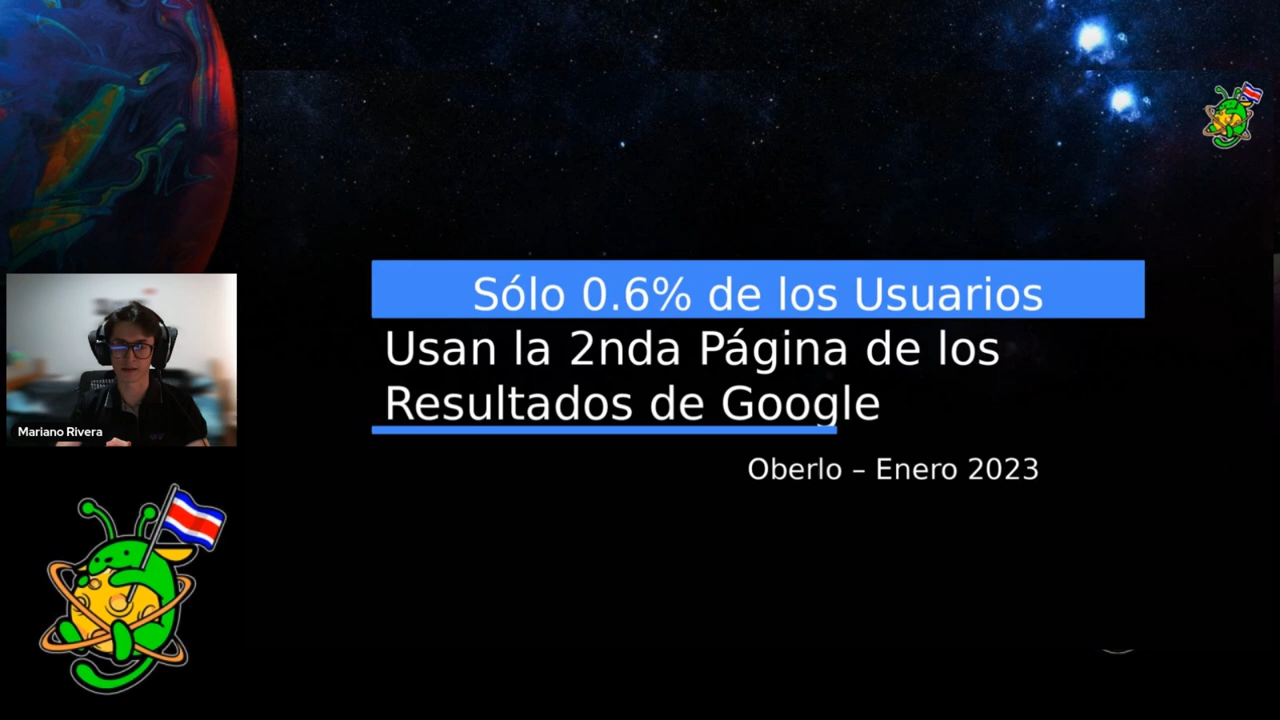 Sólo 0.6% de los Usuarios
Usan la 2nda Página de los
Resultados de Google
Oberlo – Enero 2023
Mariano Rivera